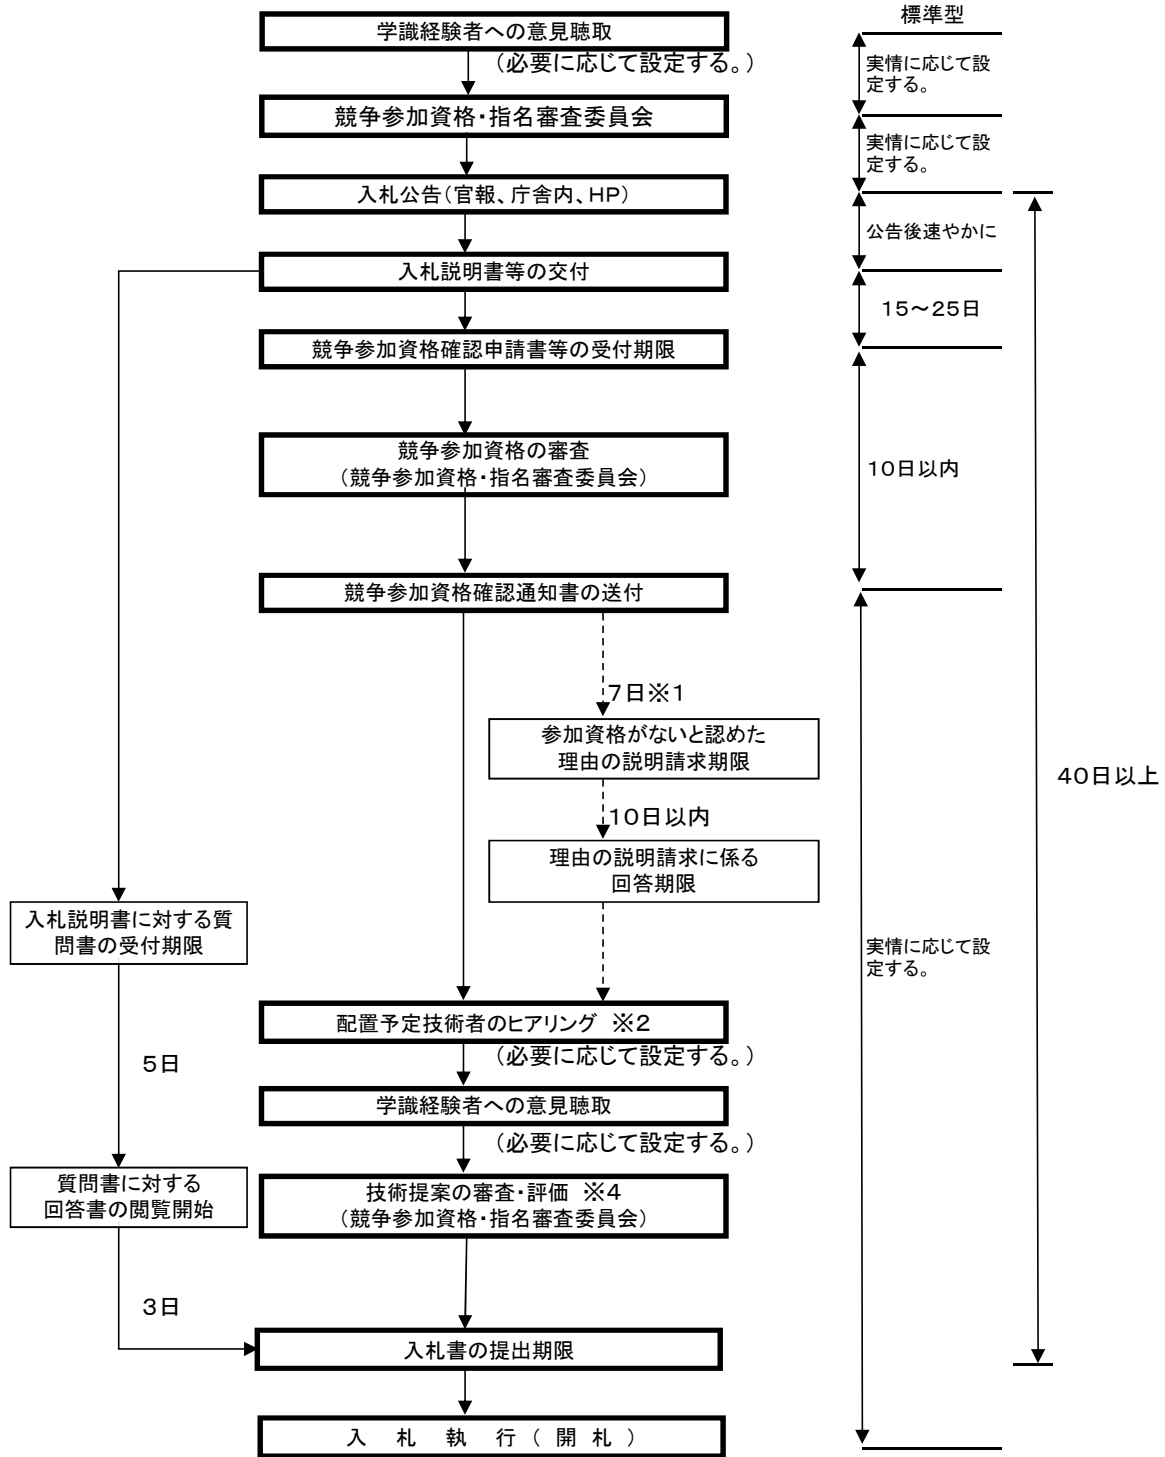 標準型
学識経験者への意見聴取
（必要に応じて設定する。）
実情に応じて設
定する。
競争参加資格・指名審査委員会
実情に応じて設
定する。
入札公告（官報、庁舎内、ＨＰ）
公告後速やかに
入札説明書等の交付
１５～２５日
競争参加資格確認申請書等の受付期限
競争参加資格の審査
（競争参加資格・指名審査委員会）
１０日以内
競争参加資格確認通知書の送付
７日※１
参加資格がないと認めた
理由の説明請求期限
４０日以上
１０日以内
理由の説明請求に係る
回答期限
入札説明書に対する質
問書の受付期限
実情に応じて設
定する。
配置予定技術者のヒアリング　※２
（必要に応じて設定する。）
５日
学識経験者への意見聴取
（必要に応じて設定する。）
質問書に対する
回答書の閲覧開始
技術提案の審査・評価　※４
（競争参加資格・指名審査委員会）
３日
入札書の提出期限
入　札　執　行　（　開　札　）